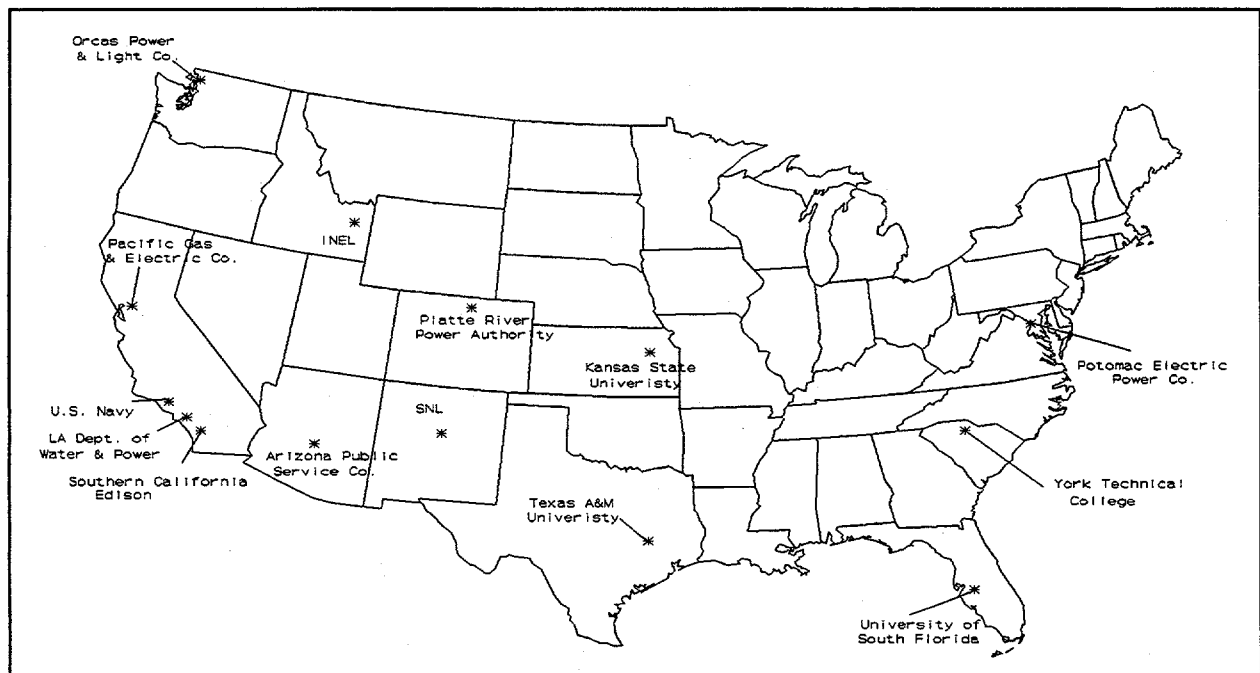 Orcas Power
& Light Co.
INEL
Pacific Gas
& Electric Co.
Platte River
Power Authority
Kansas State
Univeristy
Potomac Electric
Power Co.
U.S. Navy
SNL
LA Dept. of
Water & Power
Arizona Public
Service Co.
Southern California
Edison
York Technical
College
Texas A&M
Univeristy
University of
South Florida